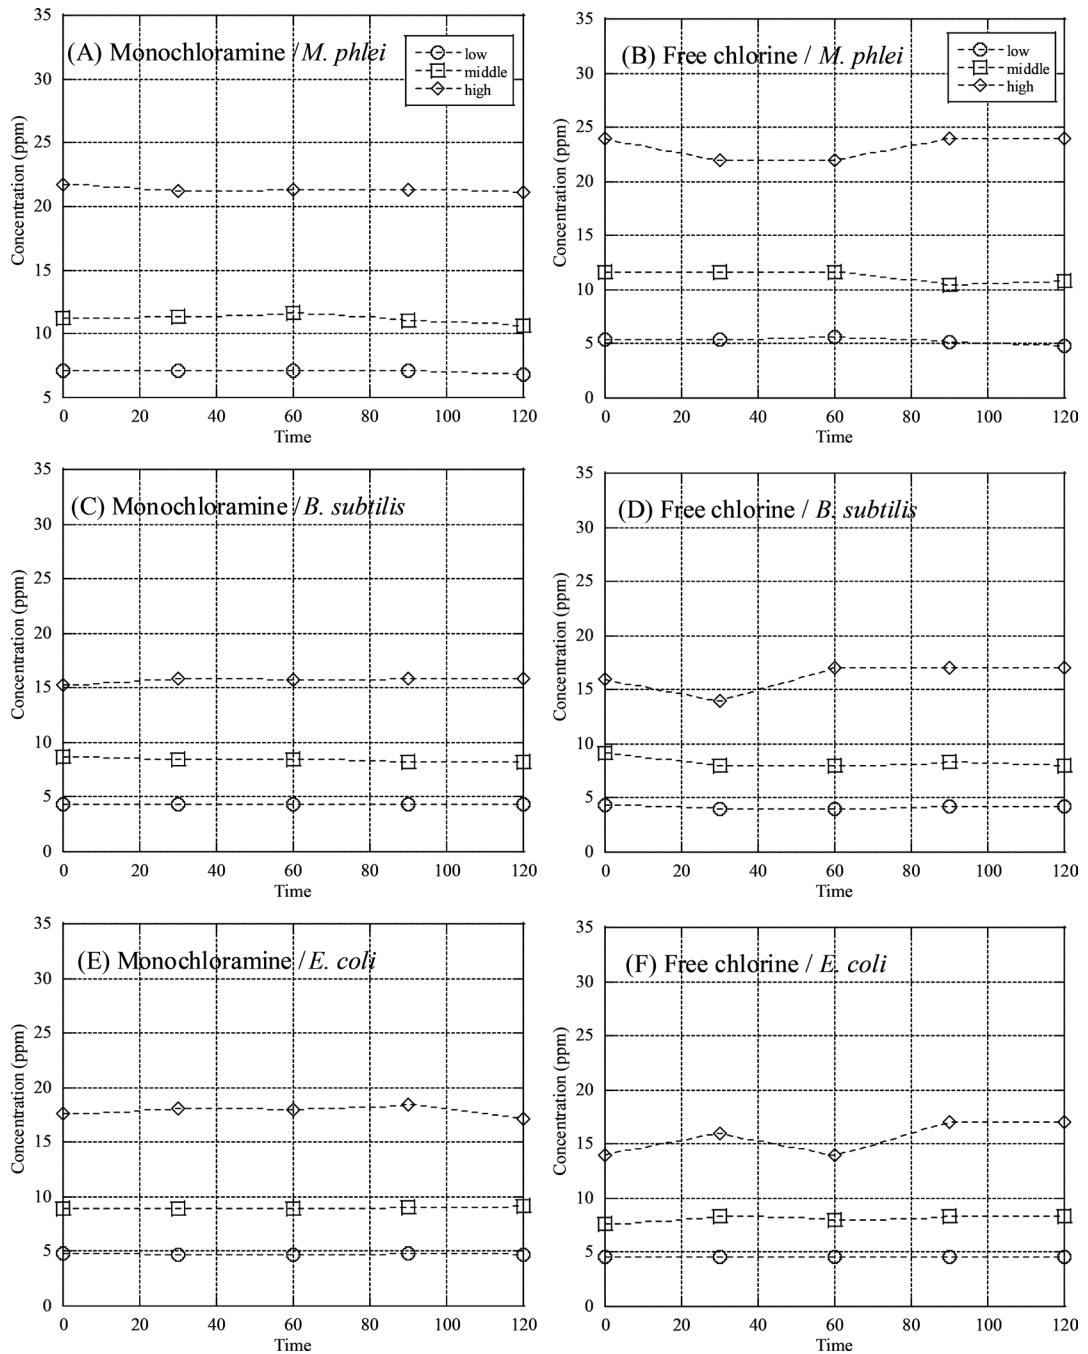 (A) Monochloramine / M. phlei
low
middle
high
35
30
25
20
15
10
5
0 20 40 60 80 100 120
Concentration (ppm)
Time
(B) Free chlorine / M. phlei
low
middle
high
35
30
25
20
15
10
5
0
0 20 40 60 80 100 120
Concentration (ppm)
Time
(C) Monochloramine / B. subtilis
35
30
25
20
15
10
5
0
0 20 40 60 80 100 120
Concentration (ppm)
Time
(D) Free chlorine / B. subtilis
35
30
25
20
15
10
5
0
0 20 40 60 80 100 120
Concentration (ppm)
Time
(E) Monochloramine / E. coli
35
30
25
20
15
10
5
0
0 20 40 60 80 100 120
Concentration (ppm)
Time
(F) Free chlorine / E. coli
35
30
25
20
15
10
5
0
0 20 40 60 80 100 120
Concentration (ppm)
Time